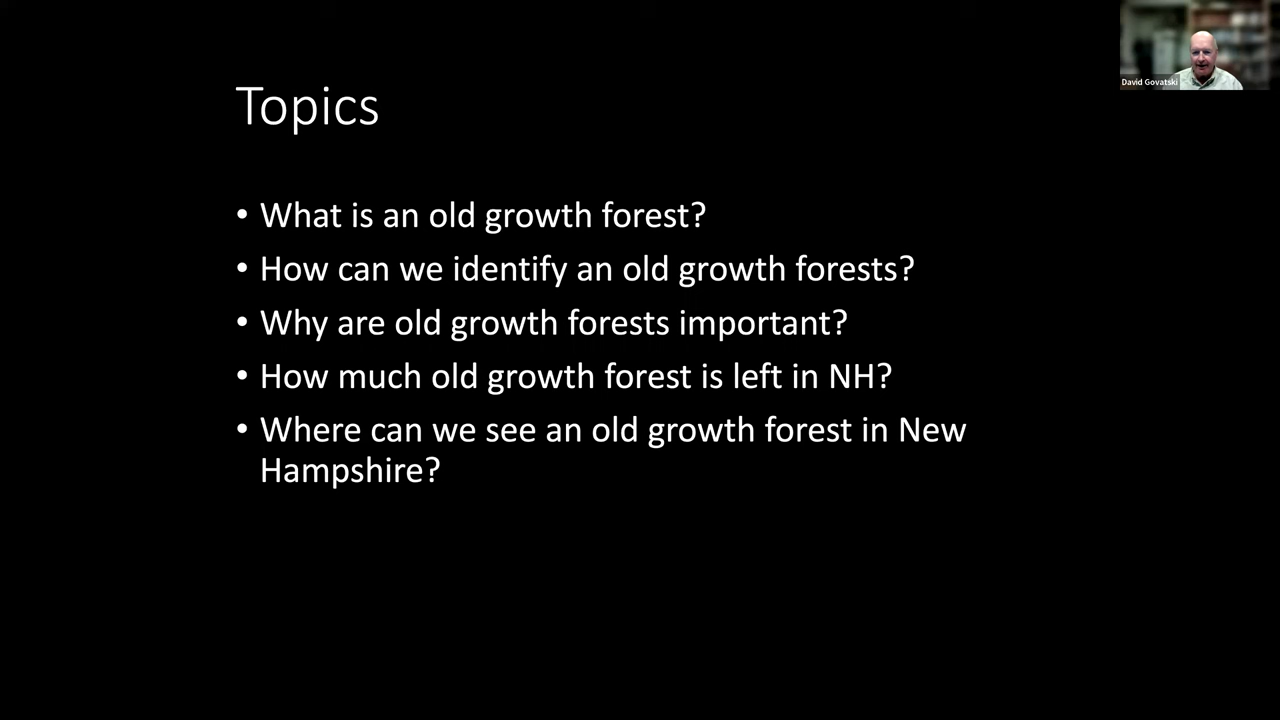 David Govatski
Topics
• What is an old growth forest?
• How can we identify an old growth forests?
• Why are old growth forests important?
• How much old growth forest is left in NH?
• Where can we see an old growth forest in New
Hampshire?